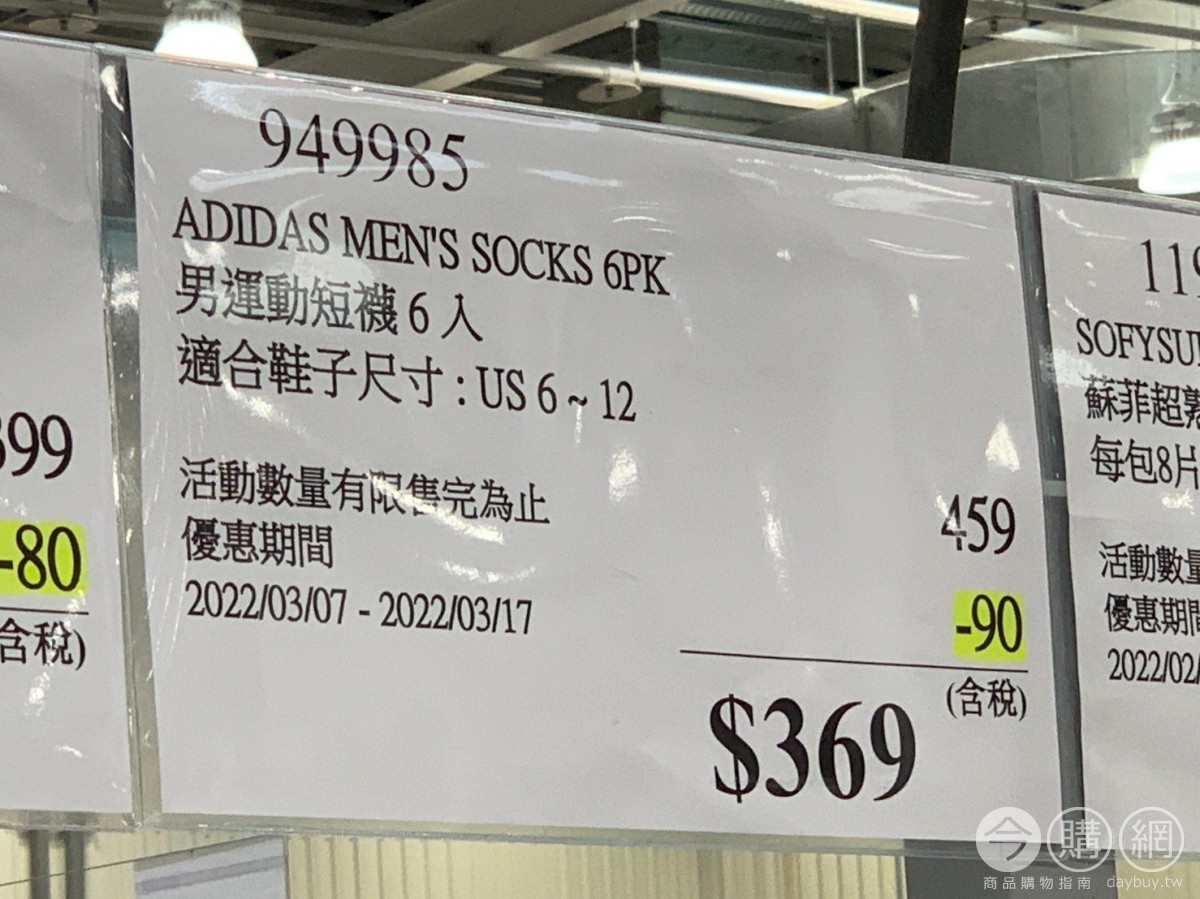 949985
ADIDAS MEN'S SOCKS 6PK
男運動短襪 6 入
適合鞋子尺寸 : US 6 ~ 12
活動數量有限售完為止
優惠期間
2022/03/07 - 2022/03/17
459
-90
(含稅)
$369
399
-80
(含稅)
119
SOFYSU
蘇菲超熟
每包8片
活動數量
優惠期間
2022/02/
今購網
商品購物指南 daybuy.tw